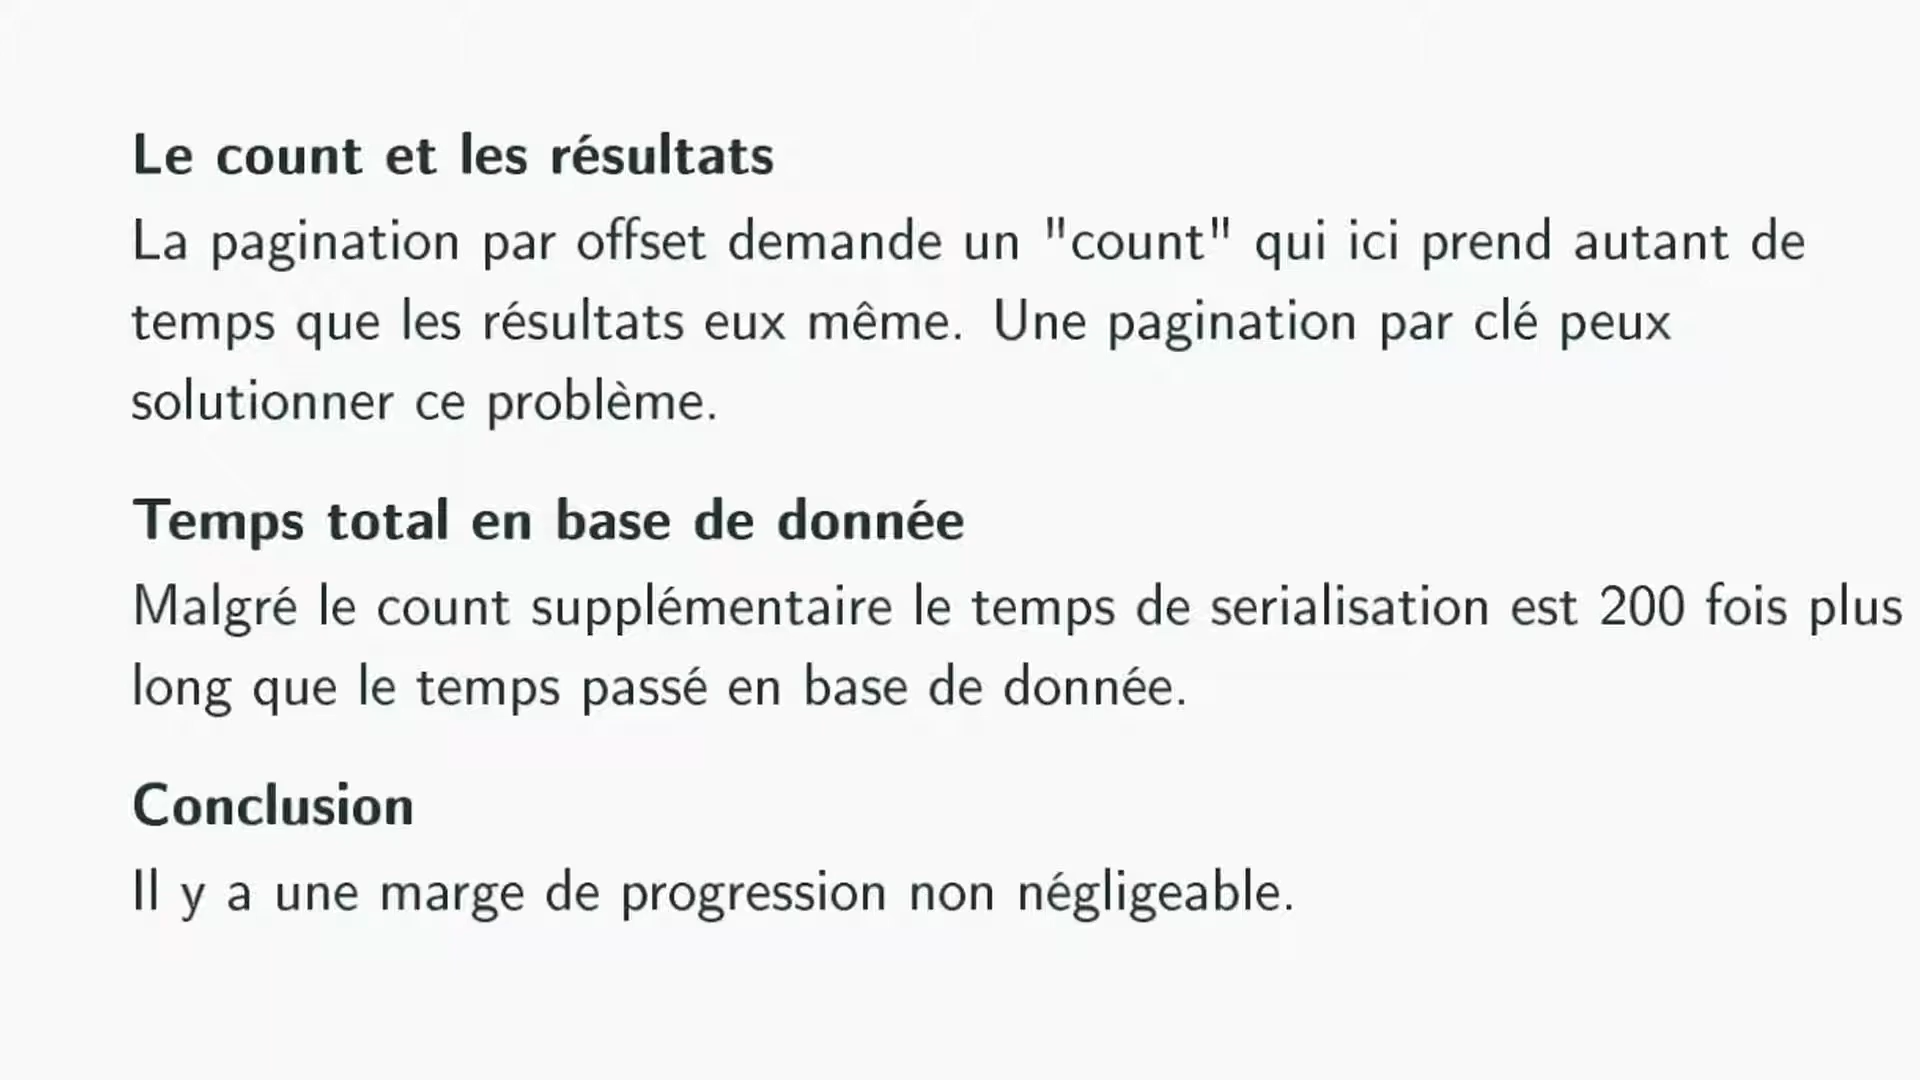 Le count et les résultats
La pagination par offset demande un "count" qui ici prend autant de
temps que les résultats eux même. Une pagination par clé peux
solutionner ce problème.
Temps total en base de donnée
Malgré le count supplémentaire le temps de serialisation est 200 fois plus
long que le temps passé en base de donnée.
Conclusion
Il y a une marge de progression non négligeable.